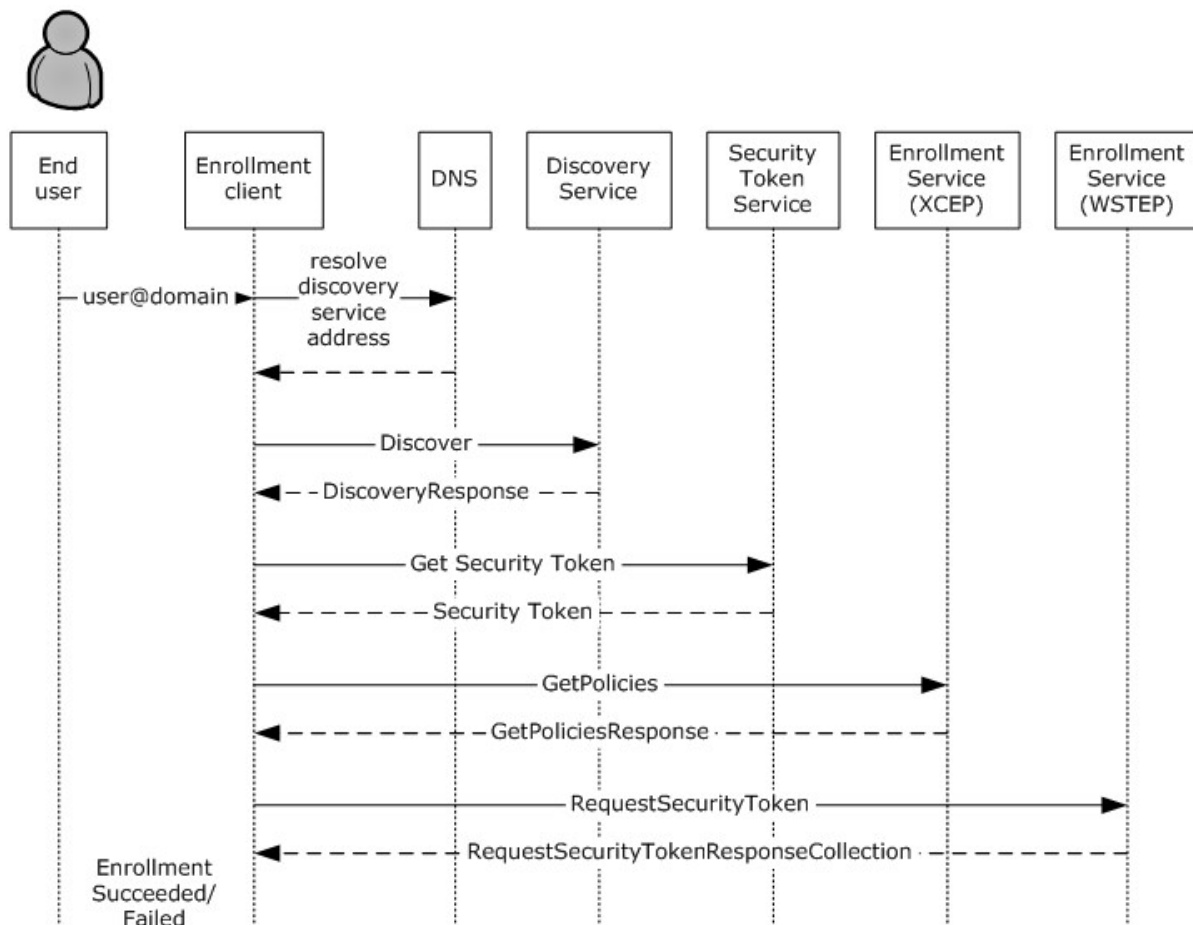 End
user
Enrollment
client
DNS
Discovery
Service
Security
Token
Service
Enrollment
Service
(XCEP)
Enrollment
Service
(WSTEP)
user@domain
resolve
discovery
service
address
Discover
DiscoveryResponse
Get Security Token
Security Token
GetPolicies
GetPoliciesResponse
RequestSecurityToken
RequestSecurityTokenResponseCollection
Enrollment
Succeeded/
Failed